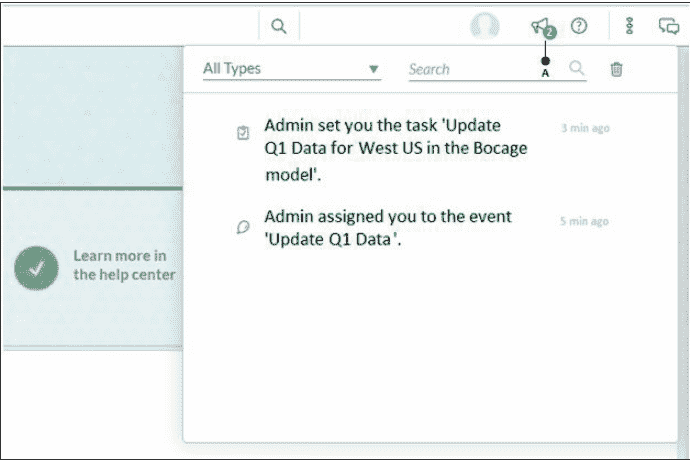 2
All Types
Search
A
Admin set you the task 'Update
Q1 Data for West US in the Bocage
model'.
3 min ago
Admin assigned you to the event
'Update Q1 Data'.
5 min ago
Learn more in
the help center